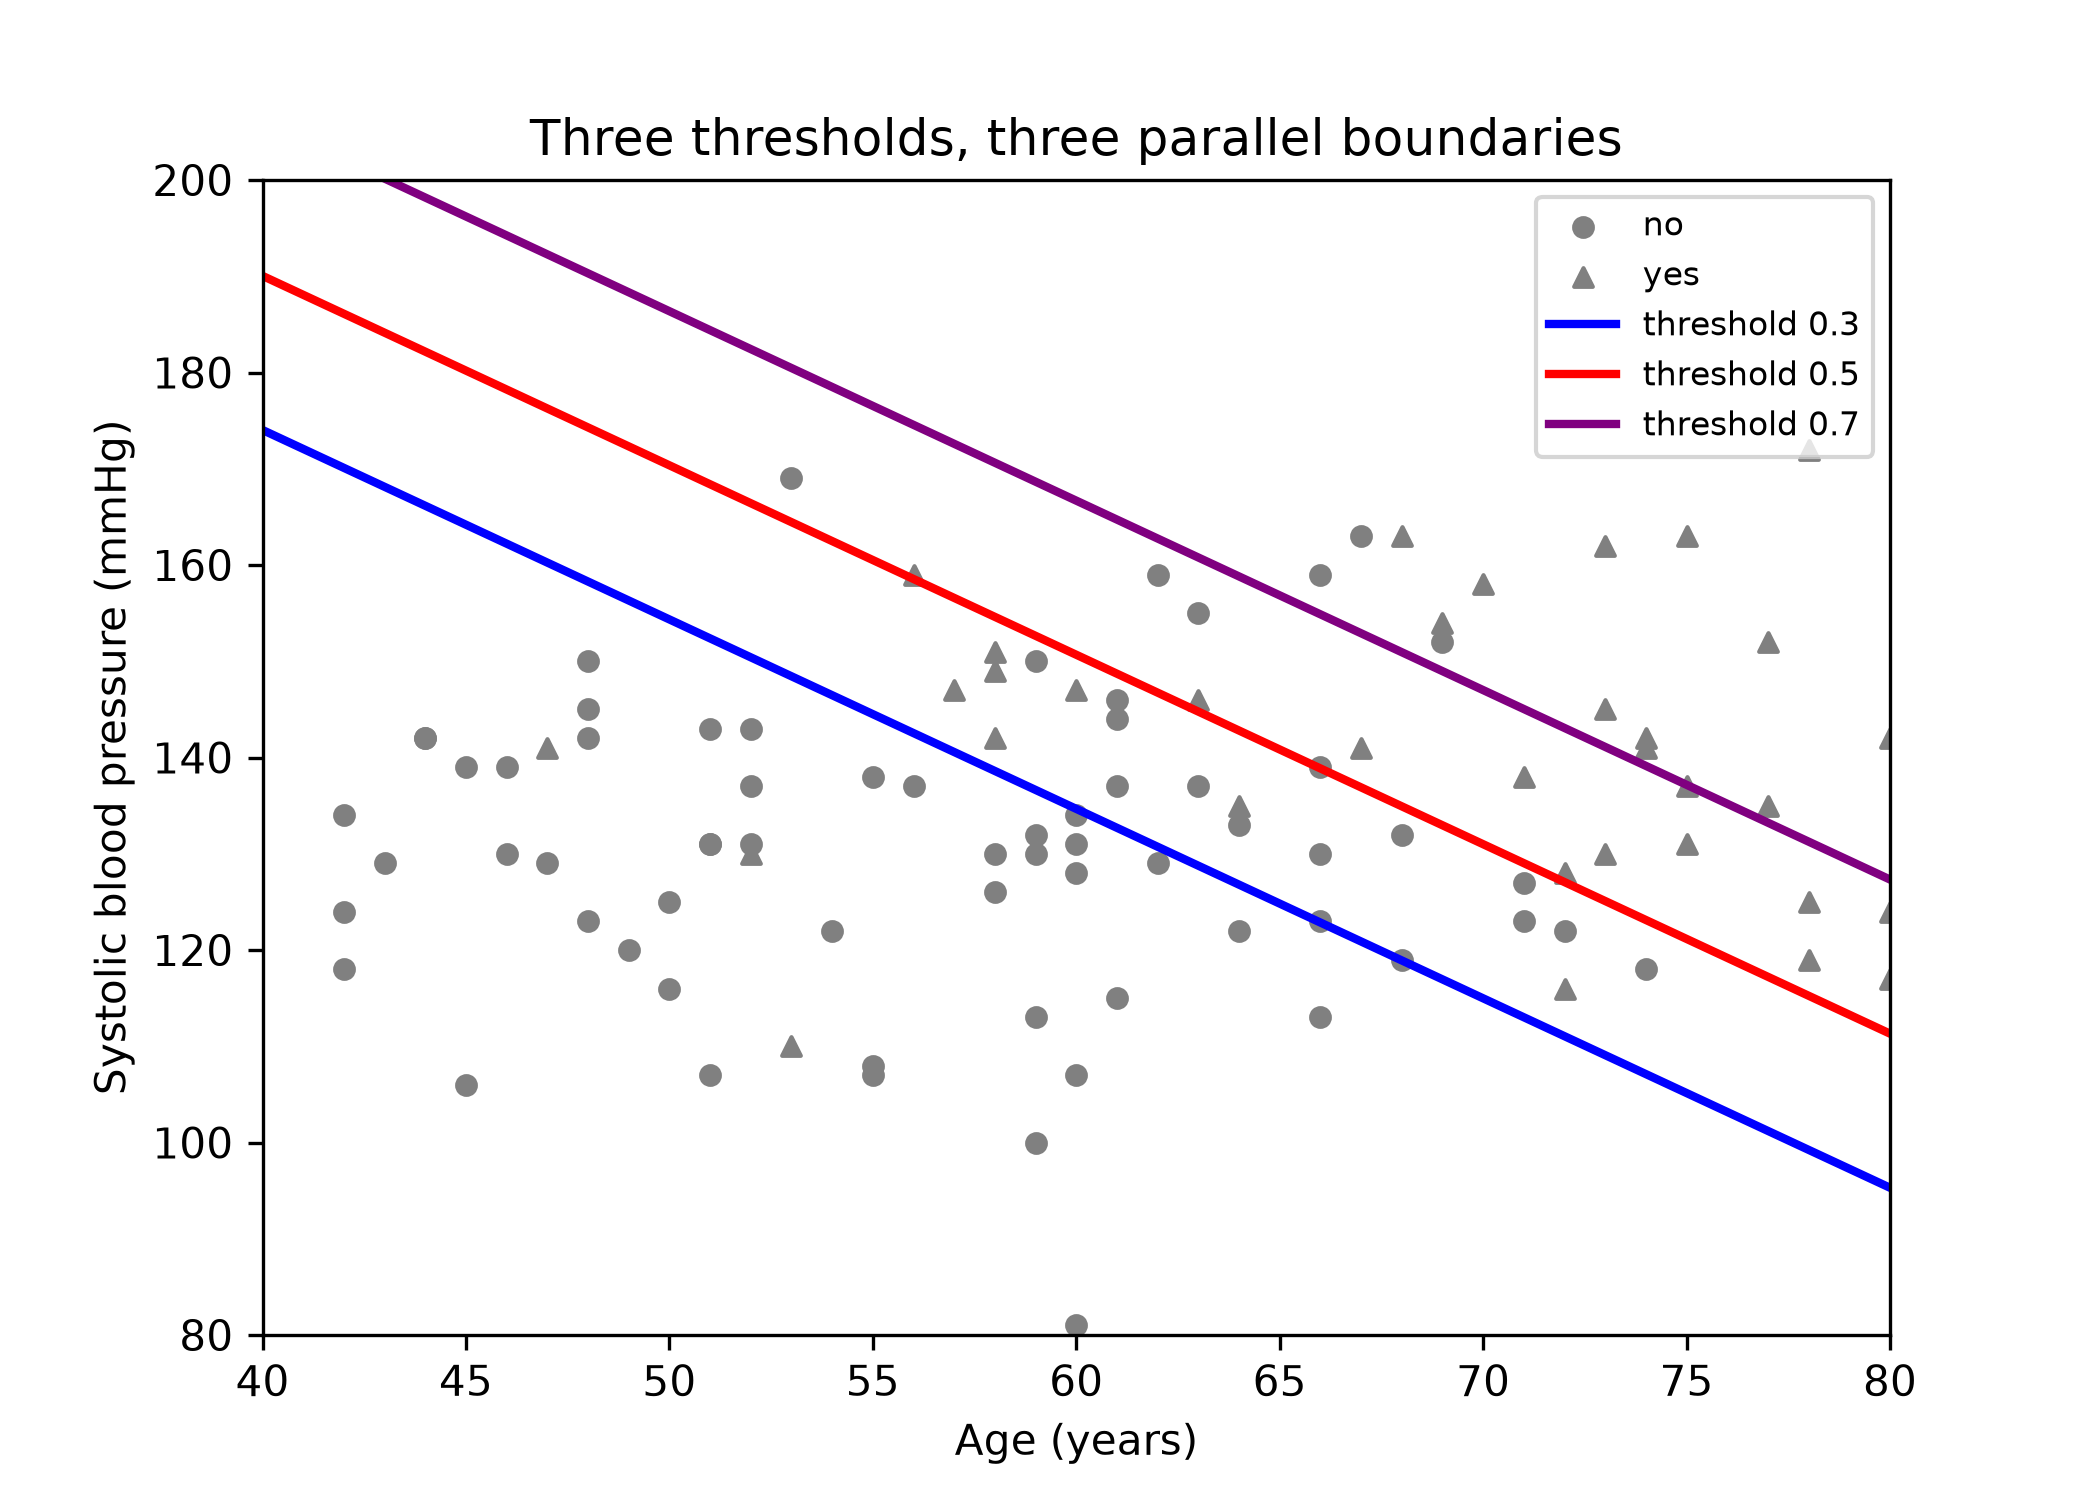 Three thresholds, three parallel boundaries
200
180
160
140
120
100
80
Systolic blood pressure (mmHg)
no
yes
threshold 0.3
threshold 0.5
threshold 0.7
40 45 50 55 60 65 70 75 80
Age (years)